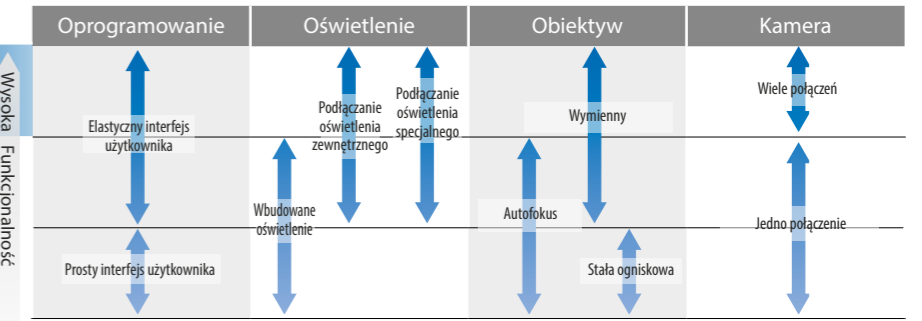 Oprogramowanie
Oświetlenie
Obiektyw
Kamera
Wysoka Funkcjonalność
Elastyczny interfejs
użytkownika
Prosty interfejs użytkownika
Wbudowane
oświetlenie
Podłączanie
oświetlenia
zewnętrznego
Podłączanie
oświetlenia
specjalnego
Wymienny
Autofokus
Stała ogniskowa
Wiele połączeń
Jedno połączenie